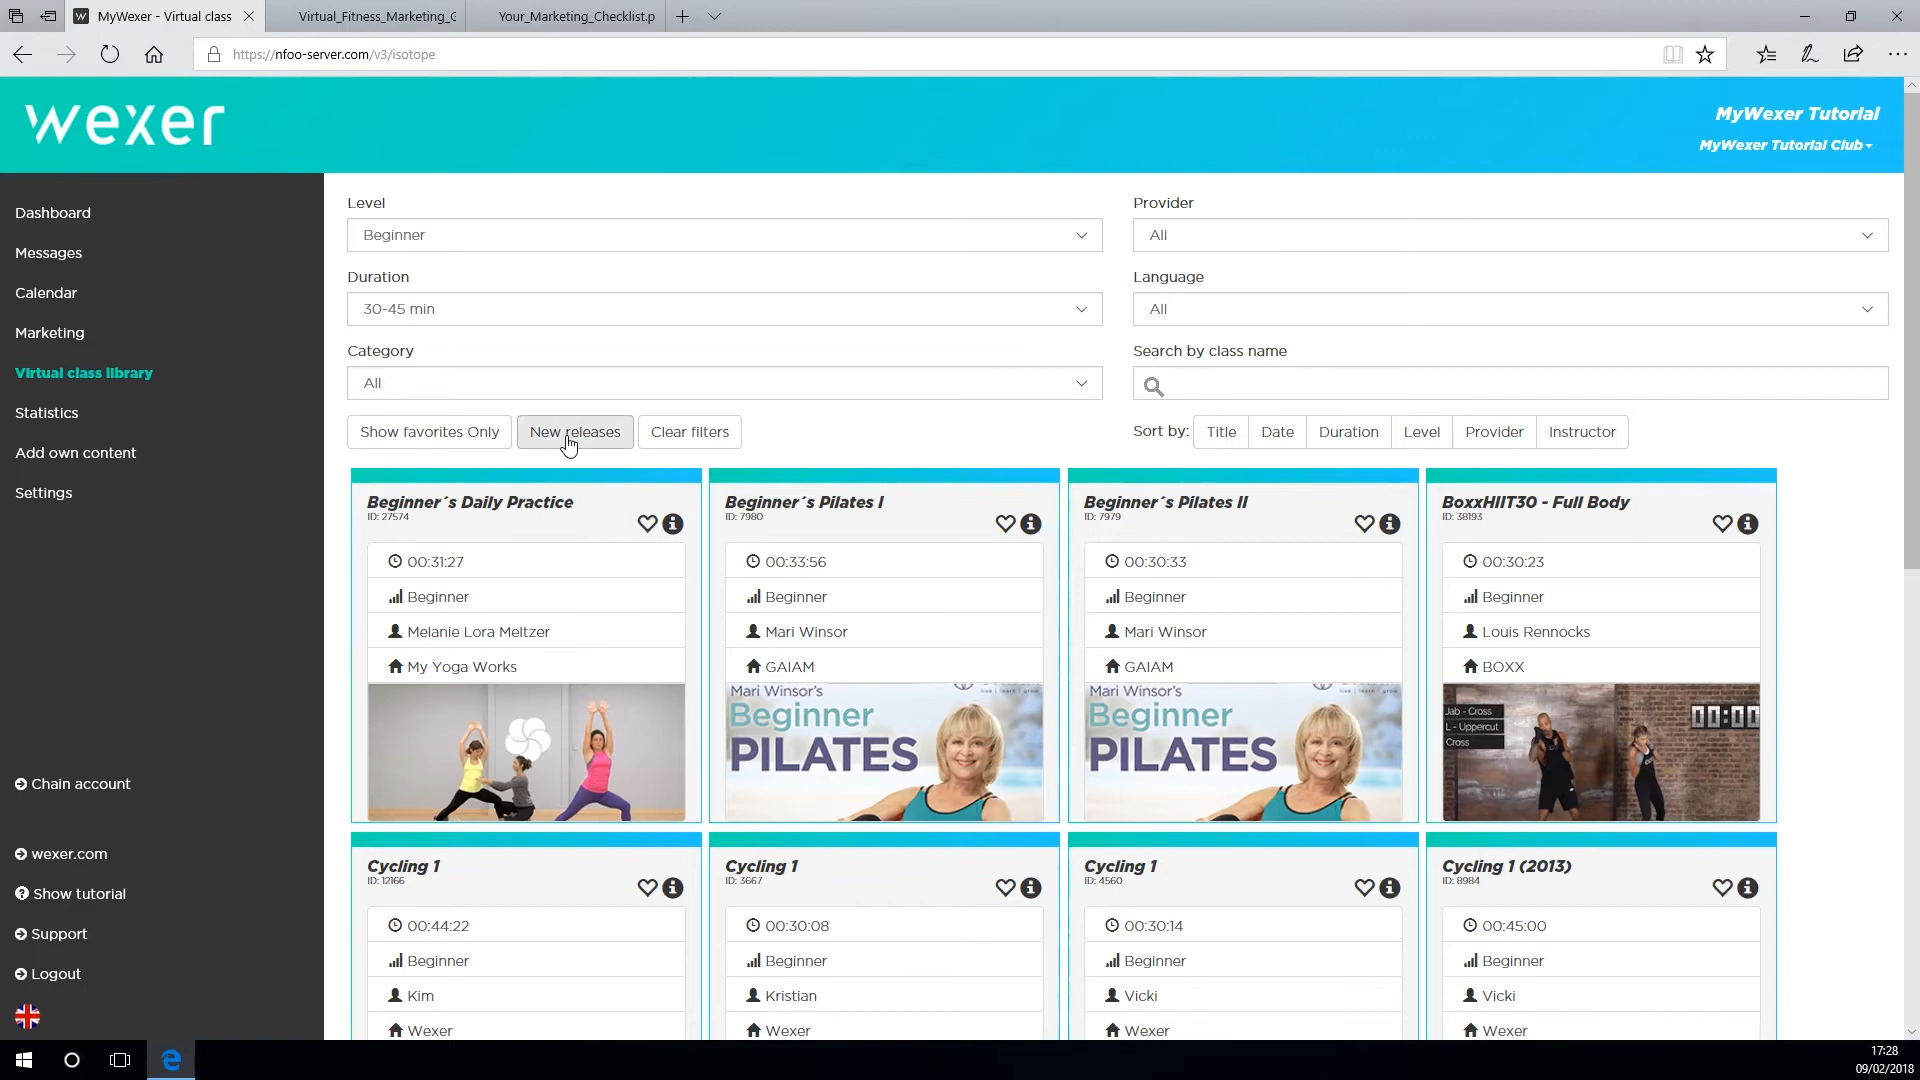 MyWexer - Virtual class
Virtual_Fitness_Marketing_G
Your_Marketing_Checklist.p
https://nfoo-server.com/v3/isotope
wexer
MyWexer Tutorial
MyWexer Tutorial Club
Dashboard
Messages
Calendar
Marketing
Virtual class library
Statistics
Add own content
Settings
Chain account
wexer.com
Show tutorial
Support
Logout
Level
Beginner
Provider
All
Duration
30-45 min
Language
All
Category
All
Search by class name
Show favorites Only
New releases
Clear filters
Sort by:
Title
Date
Duration
Level
Provider
Instructor
Beginner´s Daily Practice
ID: 27574
00:31:27
Beginner
Melanie Lora Meltzer
My Yoga Works
Beginner´s Pilates I
ID: 7980
00:33:56
Beginner
Mari Winsor
GAIAM
Mari Winsor's
Beginner
PILATES
Beginner´s Pilates II
ID: 7979
00:30:33
Beginner
Mari Winsor
GAIAM
Mari Winsor's
Beginner
PILATES
BoxxHIIT30 - Full Body
ID: 38193
00:30:23
Beginner
Louis Rennocks
BOXX
Jab - Cross
L - Uppercut
Cross
00:00
Cycling 1
ID: 12166
00:44:22
Beginner
Kim
Wexer
Cycling 1
ID: 3667
00:30:08
Beginner
Kristian
Wexer
Cycling 1
ID: 4560
00:30:14
Beginner
Vicki
Wexer
Cycling 1 (2013)
ID: 8984
00:45:00
Beginner
Vicki
Wexer
17:28
09/02/2018